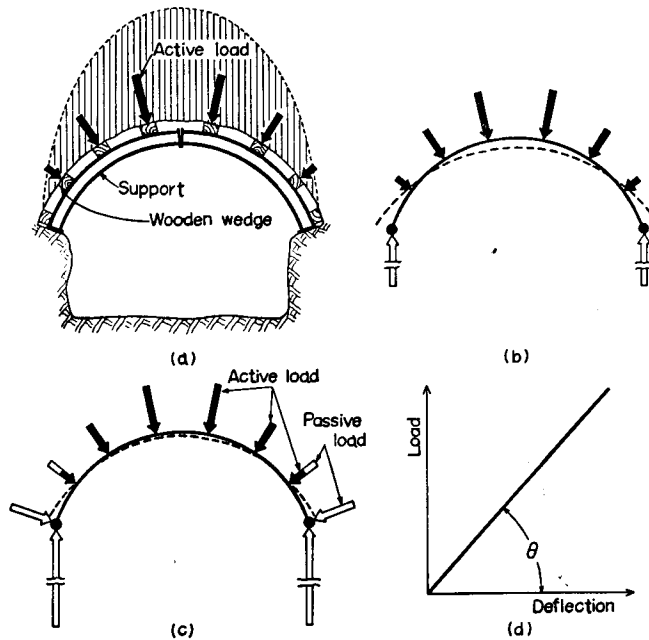 Active load
Support
Wooden wedge
(a)
(b)
Active load
Passive
load
(c)
Load
θ
Deflection
(d)